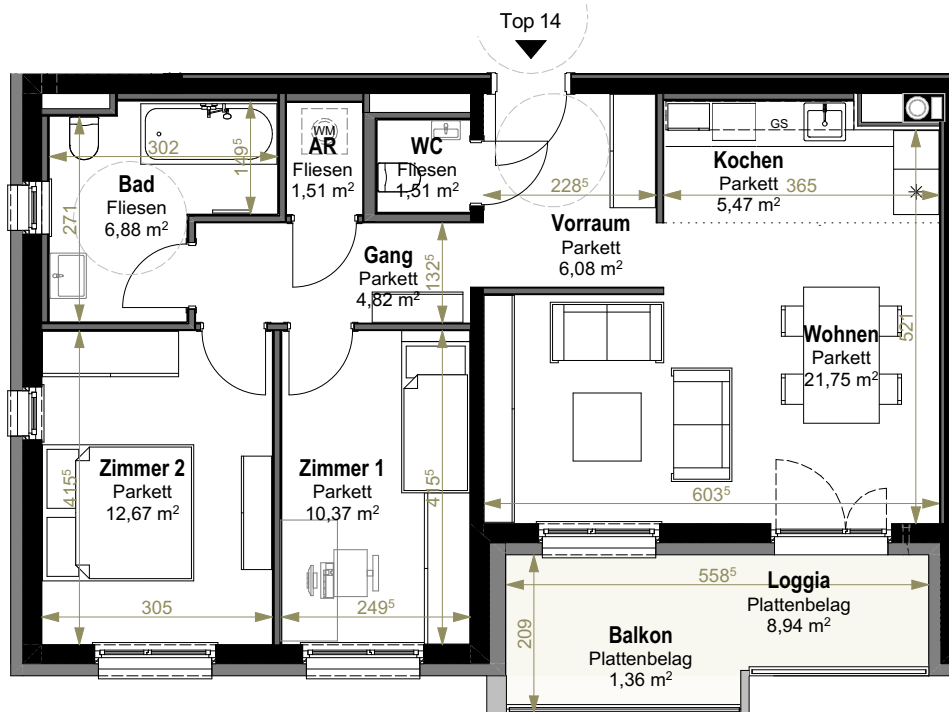 Top 14
302
149⁵
Bad
Fliesen
6,88 m²
271
WM
AR
Fliesen
1,51 m²
WC
Fliesen
1,51 m²
228⁵
Vorraum
Parkett
6,08 m²
GS
Kochen
Parkett
365
5,47 m²
Gang
Parkett
4,82 m²
132⁵
Wohnen
Parkett
21,75 m²
521
Zimmer 2
Parkett
12,67 m²
415⁵
305
Zimmer 1
Parkett
10,37 m²
415⁵
249⁵
603⁵
558⁵
209
Loggia
Plattenbelag
8,94 m²
Balkon
Plattenbelag
1,36 m²